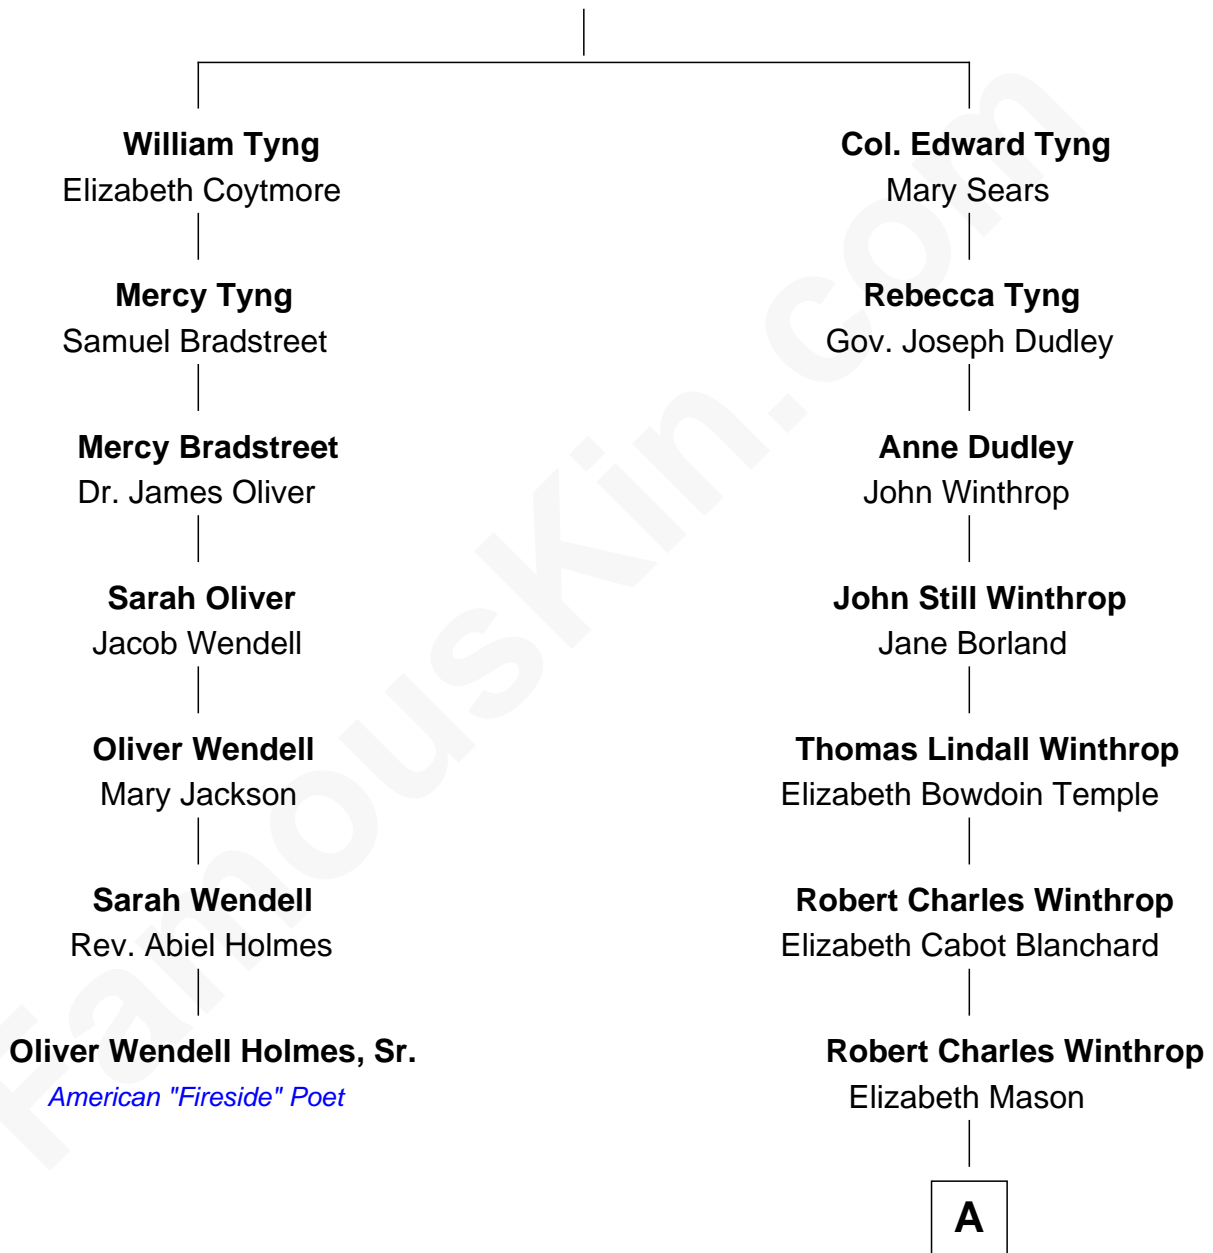 William Tyng
Elizabeth Coytmore
Mercy Tyng
Samuel Bradstreet
Mercy Bradstreet
Dr. James Oliver
Sarah Oliver
Jacob Wendell
Oliver Wendell
Mary Jackson
Sarah Wendell
Rev. Abiel Holmes
Oliver Wendell Holmes, Sr.
American "Fireside" Poet
Col. Edward Tyng
Mary Sears
Rebecca Tyng
Gov. Joseph Dudley
Anne Dudley
John Winthrop
John Still Winthrop
Jane Borland
Thomas Lindall Winthrop
Elizabeth Bowdoin Temple
Robert Charles Winthrop
Elizabeth Cabot Blanchard
Robert Charles Winthrop
Elizabeth Mason
A
FamousKin.com